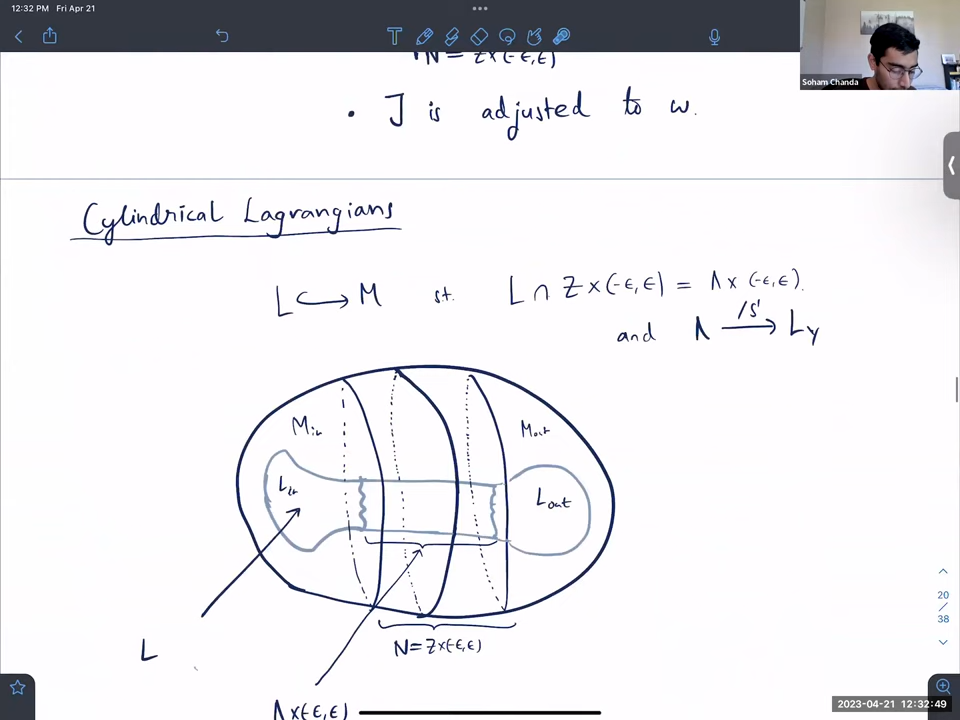 12:32 PM Fri Apr 21
Soham Chanda
N = Z×(-ϵ,ϵ)
• J is adjusted to ω.
Cylindrical Lagrangians
L ↪ M st. L ∩ Z×(-ϵ,ϵ) = Λ×(-ϵ,ϵ).
and Λ --/S¹--> L_Y
M_in
M_out
L_in
L_out
N=Z×(-ϵ,ϵ)
L
Λ×(-ϵ,ϵ)
20
/
38
2023-04-21 12:32:49